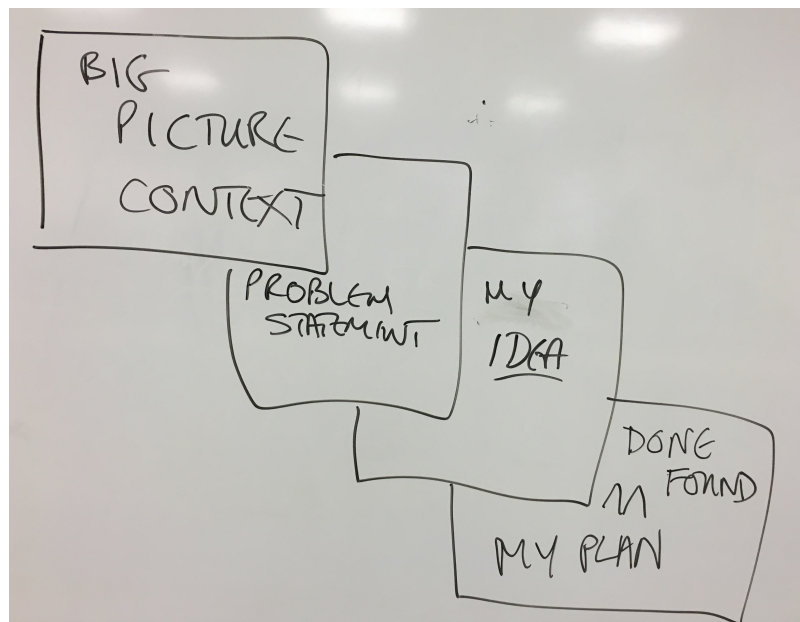 BIG
PICTURE
CONTEXT
PROBLEM
STATEMENT
MY
IDEA
DONE
FOUND
MY PLAN